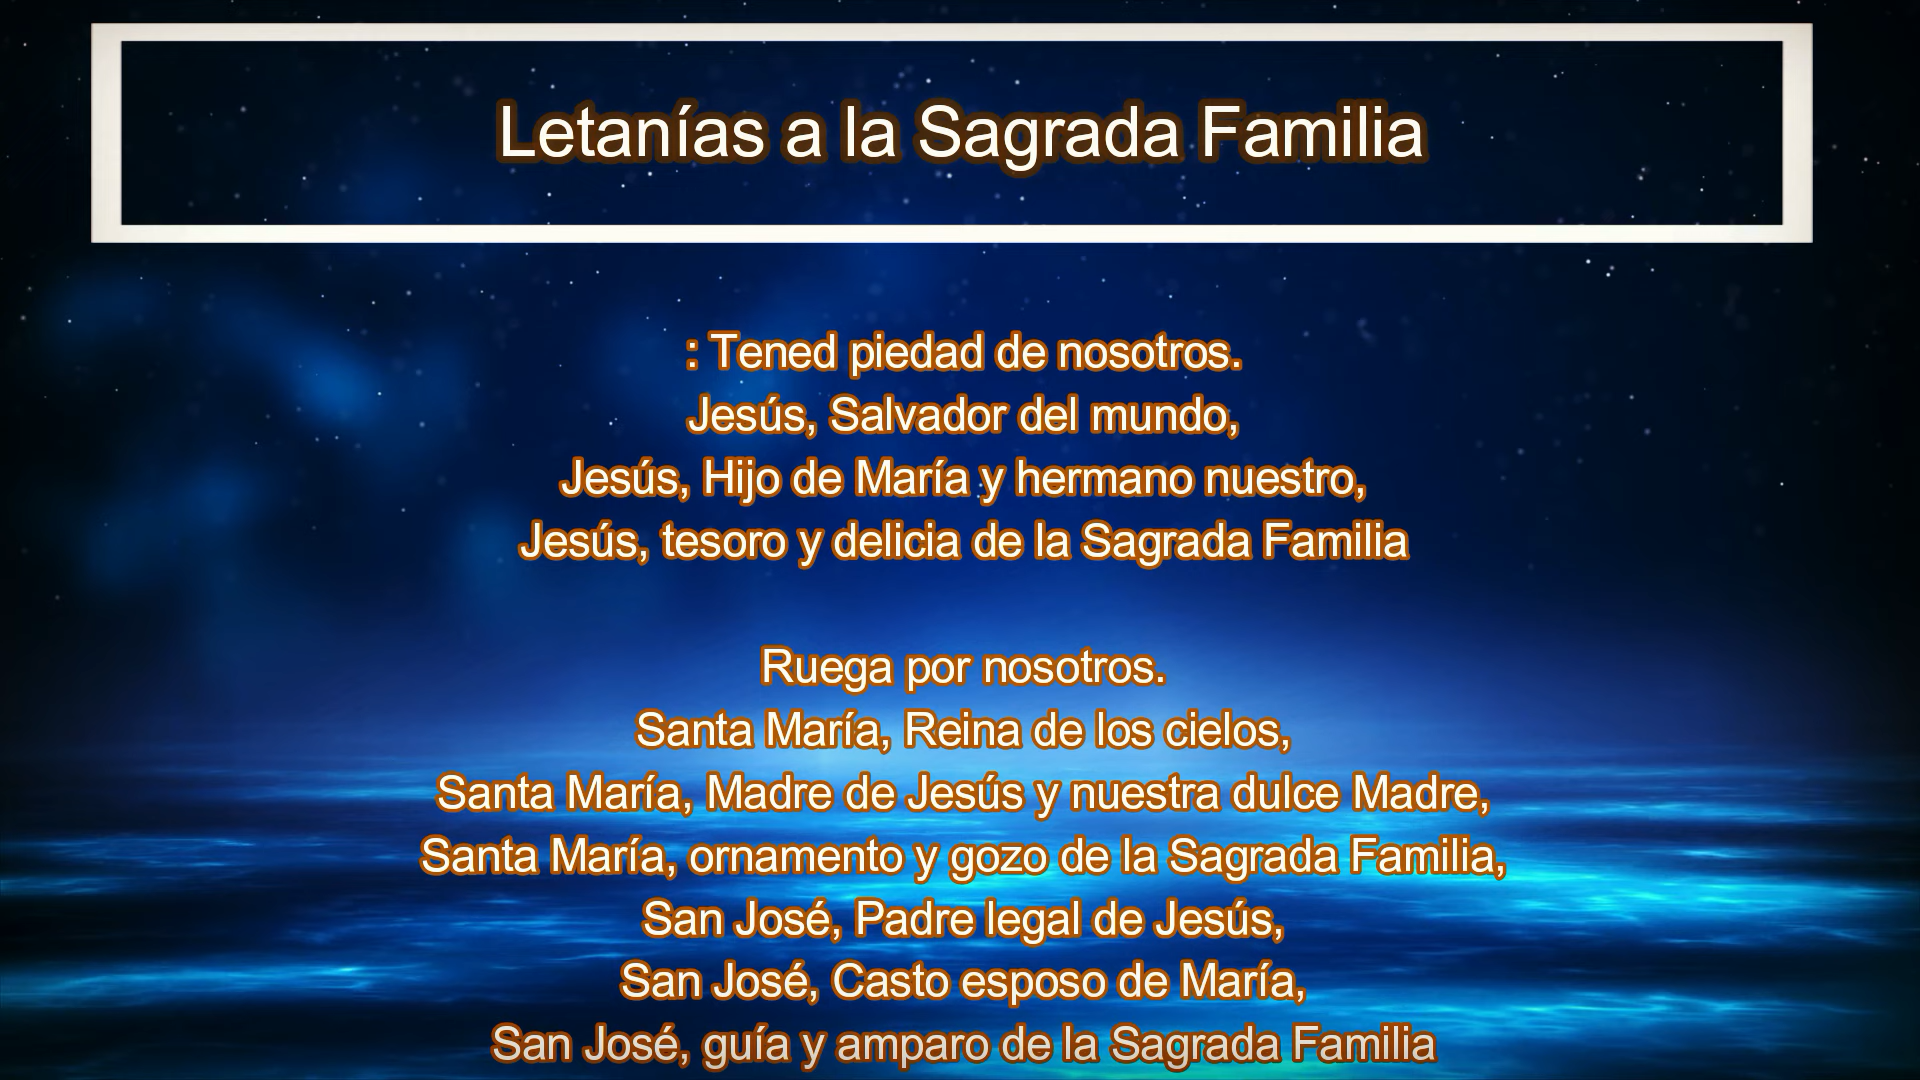 Letanías a la Sagrada Familia
: Tened piedad de nosotros.
Jesús, Salvador del mundo,
Jesús, Hijo de María y hermano nuestro,
Jesús, tesoro y delicia de la Sagrada Familia
Ruega por nosotros.
Santa María, Reina de los cielos,
Santa María, Madre de Jesús y nuestra dulce Madre,
Santa María, ornamento y gozo de la Sagrada Familia,
San José, Padre legal de Jesús,
San José, Casto esposo de María,
San José, guía y amparo de la Sagrada Familia